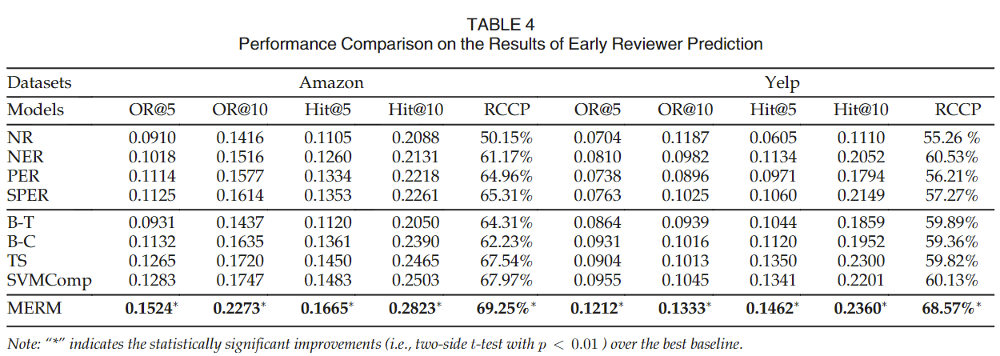 TABLE 4
Performance Comparison on the Results of Early Reviewer Prediction
Datasets Amazon Yelp
Models OR@5 OR@10 Hit@5 Hit@10 RCCP OR@5 OR@10 Hit@5 Hit@10 RCCP
NR 0.0910 0.1416 0.1105 0.2088 50.15% 0.0704 0.1187 0.0605 0.1110 55.26 %
NER 0.1018 0.1516 0.1260 0.2131 61.17% 0.0810 0.0982 0.1134 0.2052 60.53%
PER 0.1114 0.1577 0.1334 0.2218 64.96% 0.0738 0.0896 0.0971 0.1794 56.21%
SPER 0.1125 0.1614 0.1353 0.2261 65.31% 0.0763 0.1025 0.1060 0.2149 57.27%
B-T 0.0931 0.1437 0.1120 0.2050 64.31% 0.0864 0.0939 0.1044 0.1859 59.89%
B-C 0.1132 0.1635 0.1361 0.2390 62.23% 0.0931 0.1016 0.1120 0.1952 59.36%
TS 0.1265 0.1720 0.1450 0.2465 67.54% 0.0904 0.1013 0.1350 0.2300 59.82%
SVMComp 0.1283 0.1747 0.1483 0.2503 67.97% 0.0955 0.1045 0.1341 0.2201 60.13%
MERM 0.1524* 0.2273* 0.1665* 0.2823* 69.25%* 0.1212* 0.1333* 0.1462* 0.2360* 68.57%*
Note: “*” indicates the statistically significant improvements (i.e., two-side t-test with p < 0.01 ) over the best baseline.